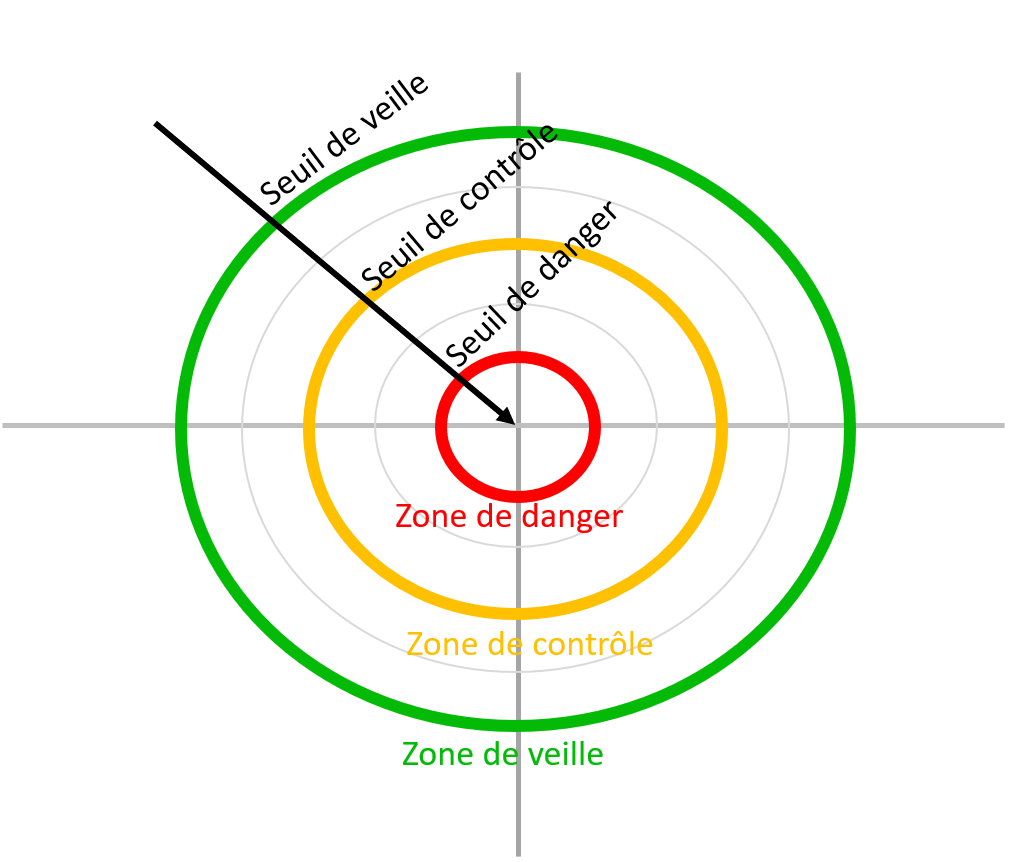 Seuil de veille
Seuil de contrôle
Seuil de danger
Zone de danger
Zone de contrôle
Zone de veille